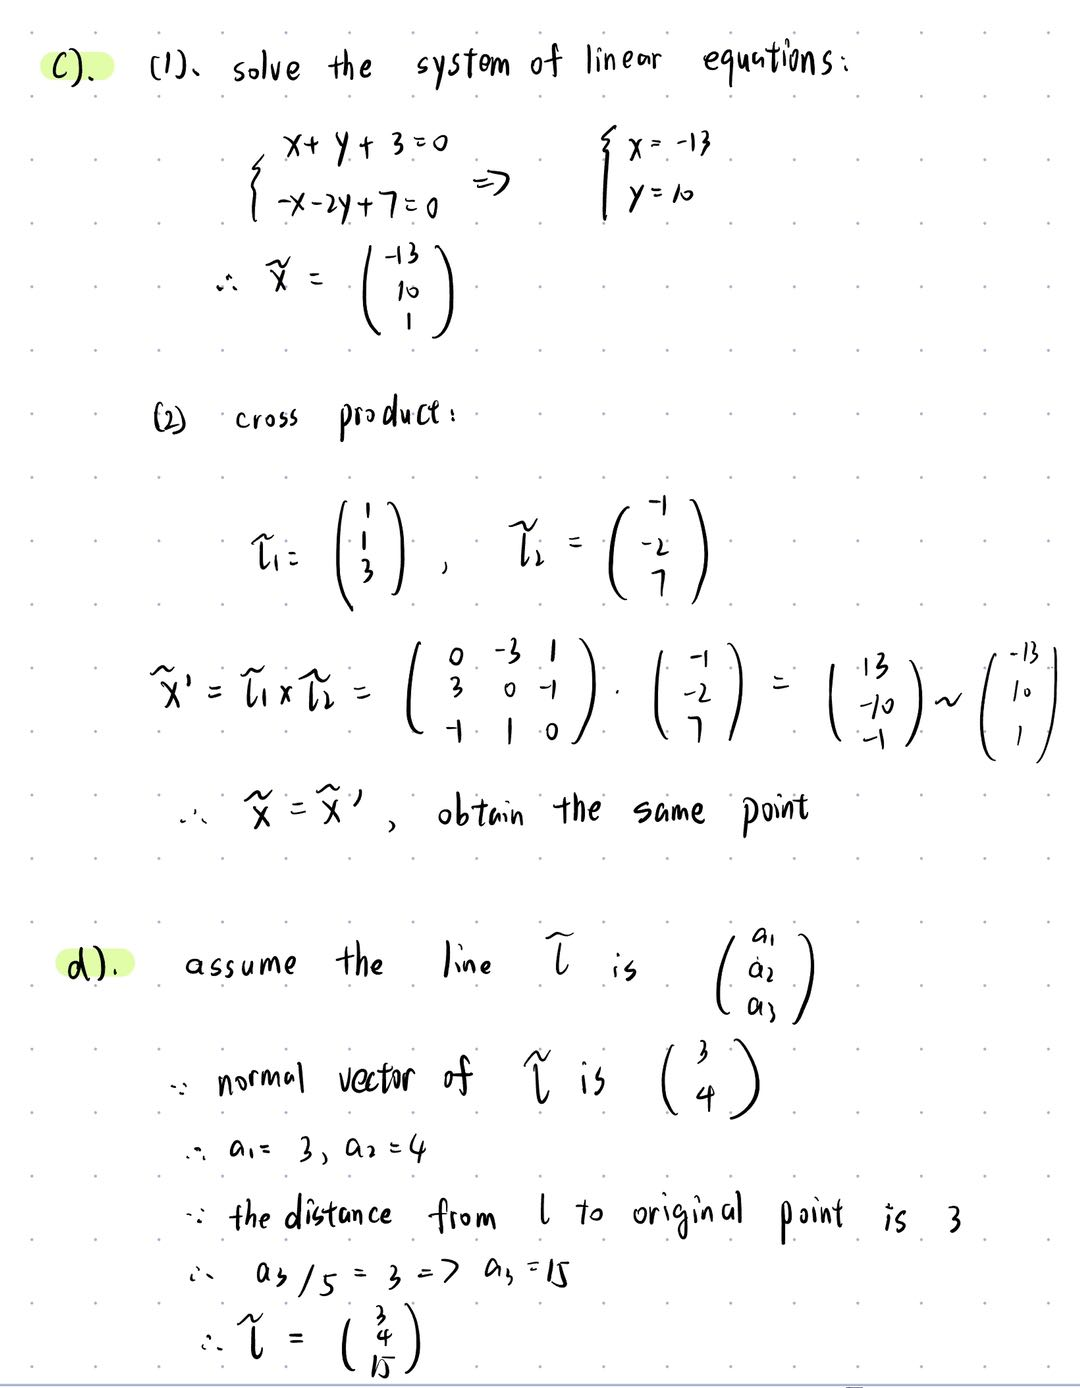 c). (1)、 solve the system of linear equations:
{ x + y + 3 = 0
-x - 2y + 7 = 0 => { x = -13
y = 10
∴ x̃ = (-13
10
1)
(2) cross product:
l̃₁ = (1
1
3) , l̃₂ = (-1
-2
7)
x̃' = l̃₁ × l̃₂ = (0 -3 1
3 0 -1
-1 1 0) · (-1
-2
7) = (13
-10
-1) ~ (-13
10
1)
∴ x̃ = x̃' , obtain the same point
d). assume the line l̃ is (a₁
a₂
a₃)
∵ normal vector of l̃ is (3
4)
∴ a₁ = 3, a₂ = 4
∵ the distance from l to original point is 3
∴ a₃ / 5 = 3 => a₃ = 15
∴ l̃ = (3
4
15)